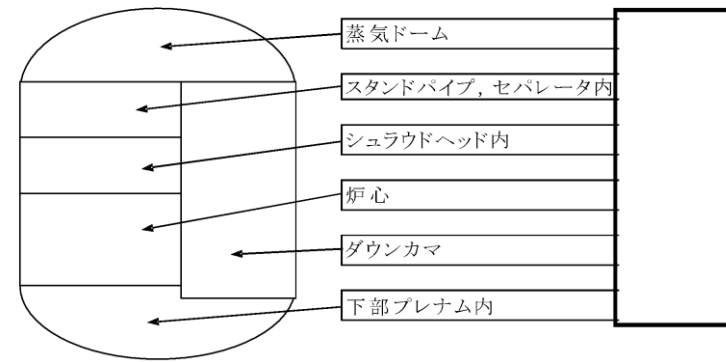 蒸気ドーム
スタンドパイプ, セパレータ内
シュラウドヘッド内
炉心
ダウンカマ
下部プレナム内